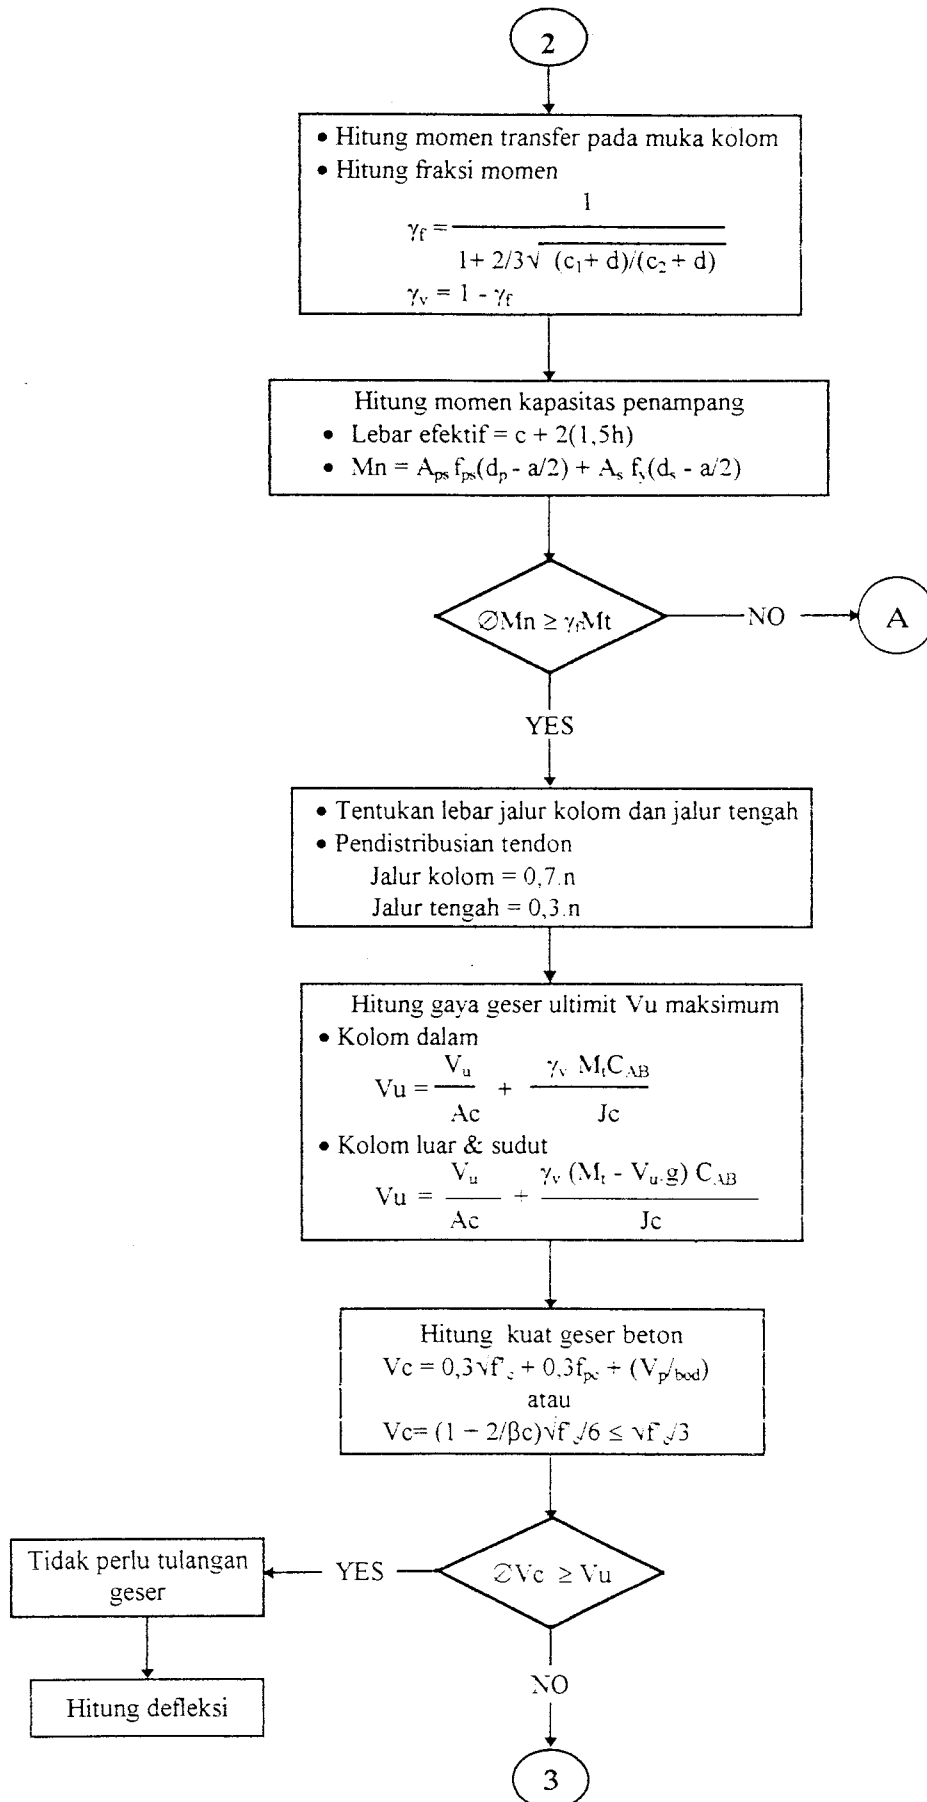 2
• Hitung momen transfer pada muka kolom
• Hitung fraksi momen
γf = 1 / 1+ 2/3√ (c1+ d)/(c2 + d)
γv = 1 - γf
Hitung momen kapasitas penampang
• Lebar efektif = c + 2(1,5h)
• Mn = Aps fps(dp - a/2) + As fy(ds - a/2)
∅Mn ≥ γfMt
NO
A
YES
• Tentukan lebar jalur kolom dan jalur tengah
• Pendistribusian tendon
Jalur kolom = 0,7.n
Jalur tengah = 0,3.n
Hitung gaya geser ultimit Vu maksimum
• Kolom dalam
Vu = Vu / Ac + γv MtCAB / Jc
• Kolom luar & sudut
Vu = Vu / Ac + γv (Mt - Vu.g) CAB / Jc
Hitung kuat geser beton
Vc = 0,3√f'c + 0,3fpc + (Vp/bod)
atau
Vc= (1 + 2/βc)√f'c/6 ≤ √f'c/3
∅Vc ≥ Vu
YES
Tidak perlu tulangan
geser
Hitung defleksi
NO
3